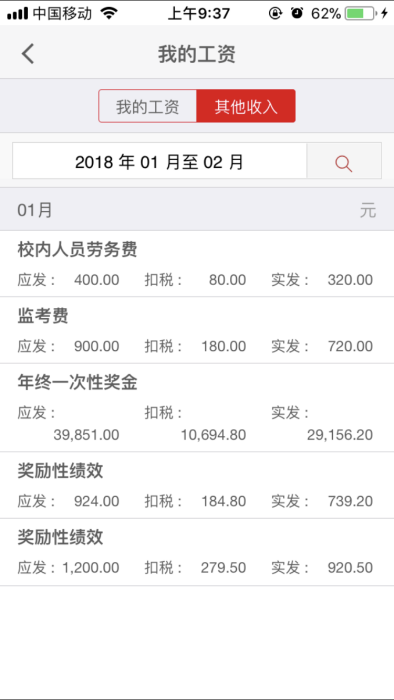 中国移动 上午9:37 62%
我的工资
我的工资 其他收入
2018 年 01 月至 02 月
01月 元
校内人员劳务费
应发： 400.00 扣税： 80.00 实发： 320.00
监考费
应发： 900.00 扣税： 180.00 实发： 720.00
年终一次性奖金
应发： 扣税： 实发：
39,851.00 10,694.80 29,156.20
奖励性绩效
应发： 924.00 扣税： 184.80 实发： 739.20
奖励性绩效
应发：1,200.00 扣税： 279.50 实发： 920.50